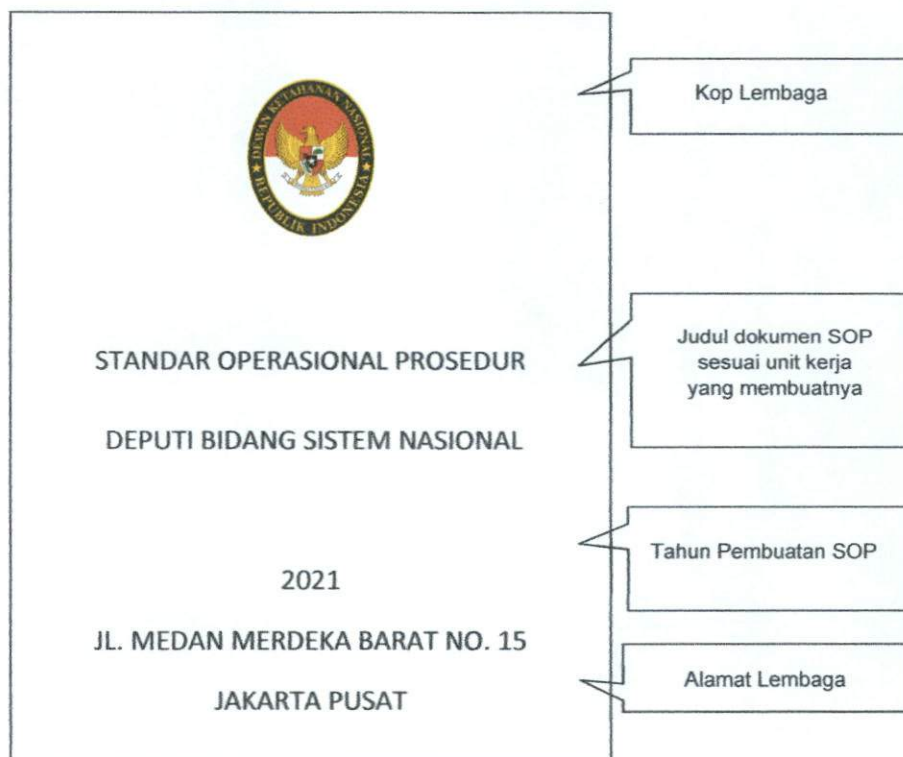 DEWAN KETAHANAN NASIONAL
REPUBLIK INDONESIA
Kop Lembaga
STANDAR OPERASIONAL PROSEDUR
DEPUTI BIDANG SISTEM NASIONAL
Judul dokumen SOP
sesuai unit kerja
yang membuatnya
2021
Tahun Pembuatan SOP
JL. MEDAN MERDEKA BARAT NO. 15
JAKARTA PUSAT
Alamat Lembaga